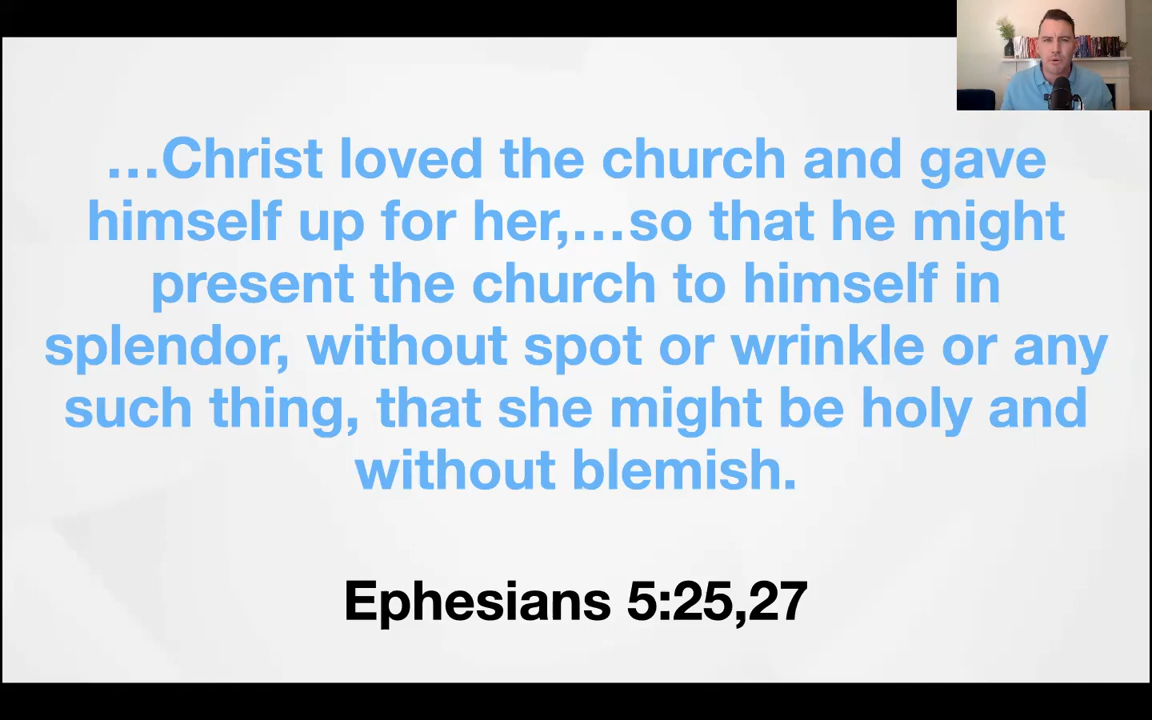 …Christ loved the church and gave
himself up for her,…so that he might
present the church to himself in
splendor, without spot or wrinkle or any
such thing, that she might be holy and
without blemish.
Ephesians 5:25,27